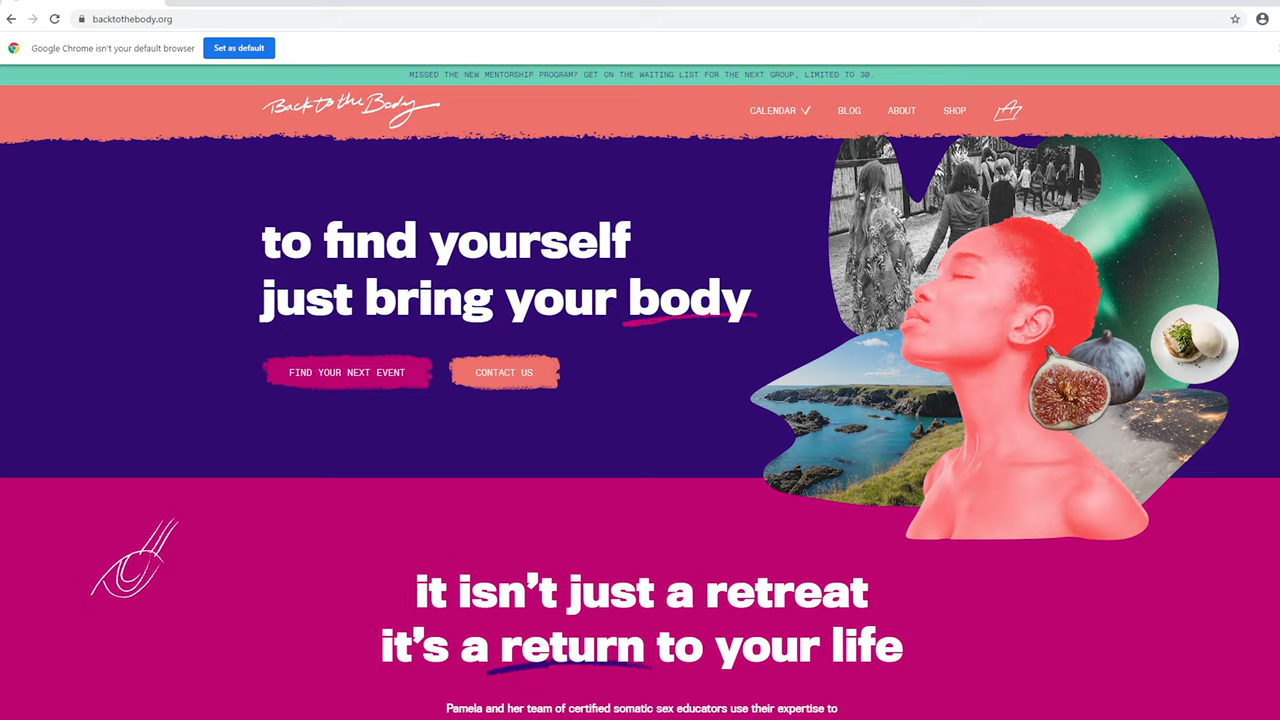 backtothebody.org
Google Chrome isn't your default browser
Set as default
MISSED THE NEW MENTORSHIP PROGRAM? GET ON THE WAITING LIST FOR THE NEXT GROUP, LIMITED TO 30.
Back to the Body
CALENDAR
BLOG
ABOUT
SHOP
to find yourself
just bring your body
FIND YOUR NEXT EVENT
CONTACT US
it isn't just a retreat
it's a return to your life
Pamela and her team of certified somatic sex educators use their expertise to